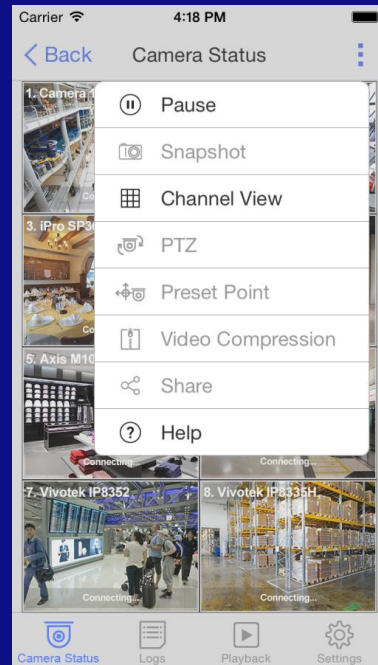 Carrier 4:18 PM
Back Camera Status
1. Camera 1
Pause
Snapshot
Channel View
3. iPro SP30
PTZ
Preset Point
Video Compression
5. Axis M10
Share
Help
Connecting... Connecting...
7. Vivotek IP8352 8. Vivotek IP8335H
Connecting... Connecting...
Camera Status Logs Playback Settings